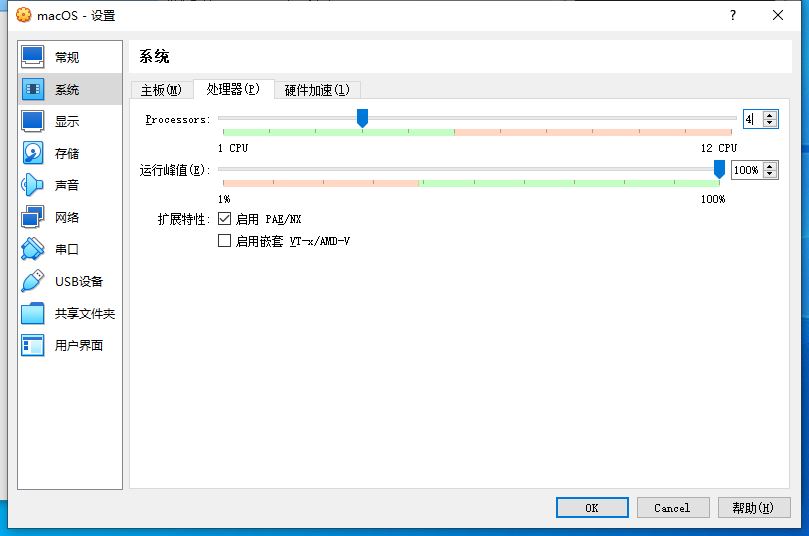 macOS - 设置
?
常规
系统
显示
存储
声音
网络
串口
USB设备
共享文件夹
用户界面
系统
主板(M) 处理器(P) 硬件加速(L)
Processors: 4
1 CPU 12 CPU
运行峰值(E): 100%
1% 100%
扩展特性: 启用 PAE/NX
启用嵌套 VT-x/AMD-V
OK Cancel 帮助(H)